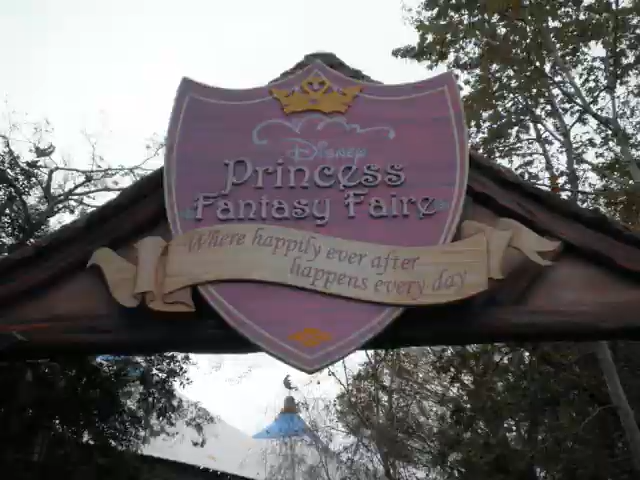 Disney
Princess
Fantasy Faire
Where happily ever after
happens every day